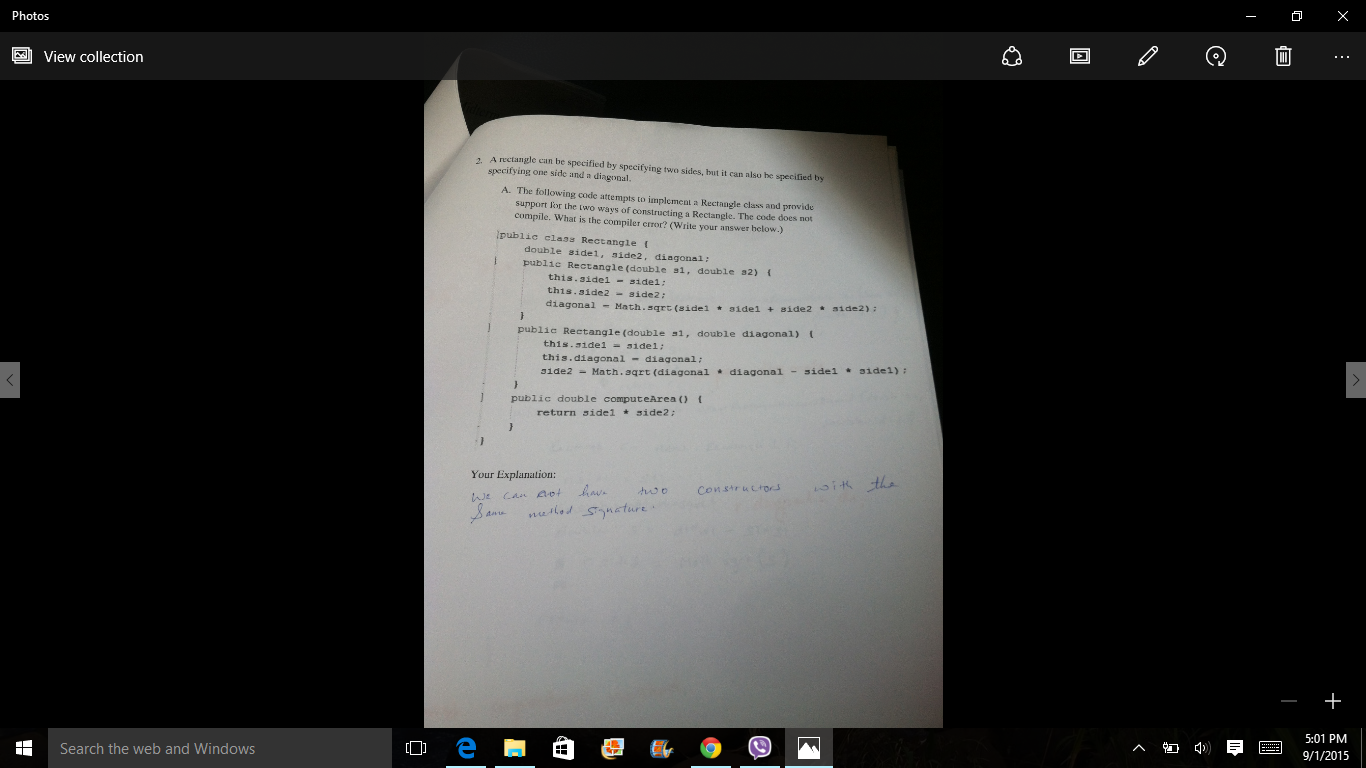 Photos
View collection
2. A rectangle can be specified by specifying two sides, but it can also be specified by
specifying one side and a diagonal.
A. The following code attempts to implement a Rectangle class and provide
support for the two ways of constructing a Rectangle. The code does not
compile. What is the compiler error? (Write your answer below.)
public class Rectangle {
double side1, side2, diagonal;
public Rectangle(double s1, double s2) {
this.side1 = side1;
this.side2 = side2;
diagonal = Math.sqrt(side1 * side1 + side2 * side2);
}
public Rectangle(double s1, double diagonal) {
this.side1 = side1;
this.diagonal = diagonal;
side2 = Math.sqrt(diagonal * diagonal - side1 * side1);
}
public double computeArea() {
return side1 * side2;
}
}
Your Explanation:
We can not have two constructors with the
Same method signature.
Search the web and Windows
5:01 PM
9/1/2015